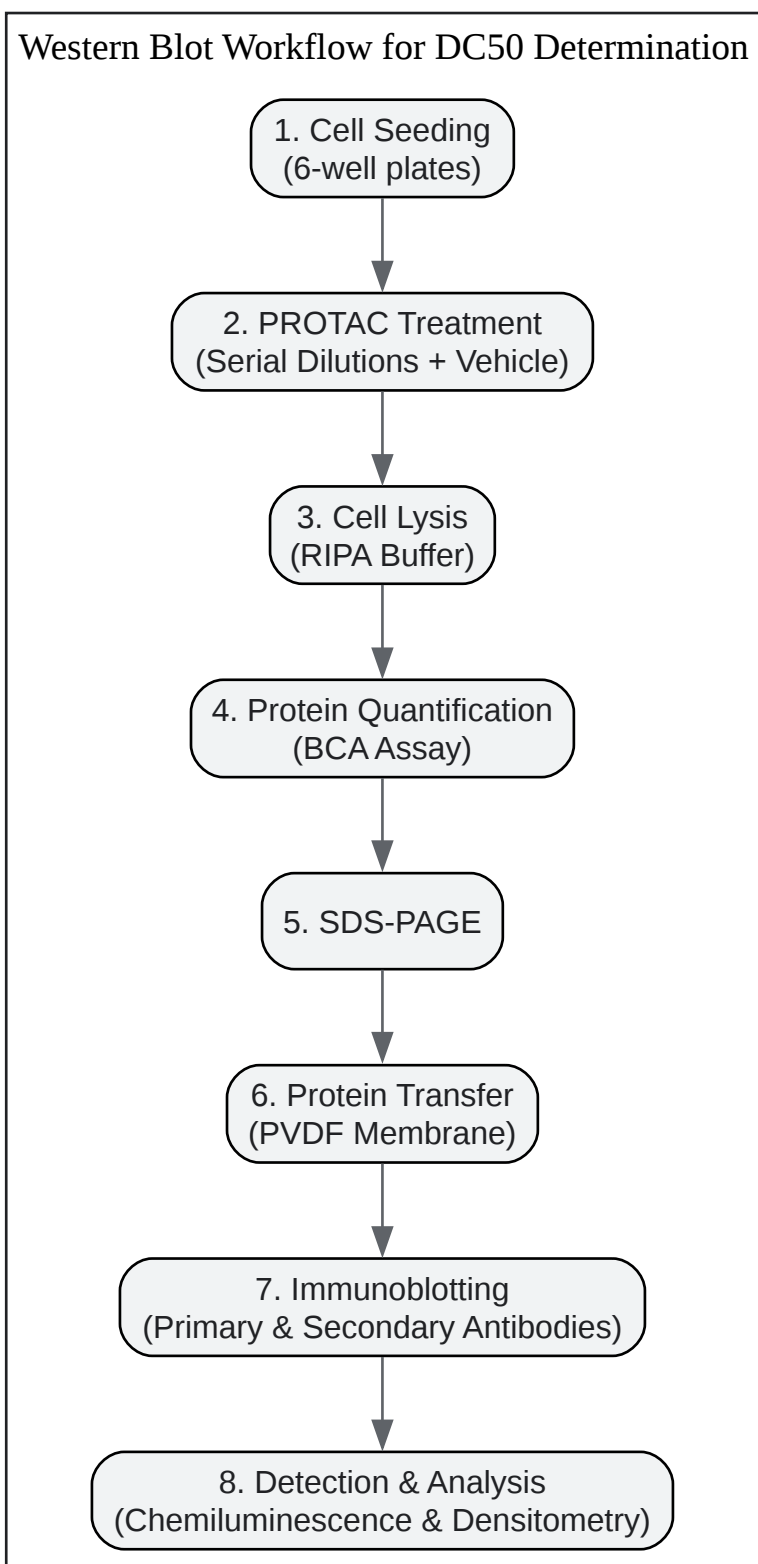 Western Blot Workflow for DC50 Determination
1. Cell Seeding
(6-well plates)
2. PROTAC Treatment
(Serial Dilutions + Vehicle)
3. Cell Lysis
(RIPA Buffer)
4. Protein Quantification
(BCA Assay)
5. SDS-PAGE
6. Protein Transfer
(PVDF Membrane)
7. Immunoblotting
(Primary & Secondary Antibodies)
8. Detection & Analysis
(Chemiluminescence & Densitometry)